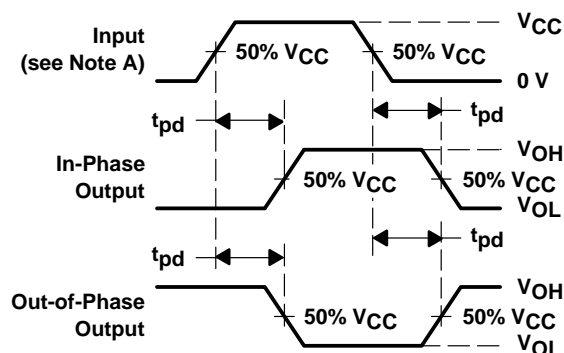 VCC
Input
(see Note A)
50% VCC
50% VCC
0 V
tpd
tpd
In-Phase
Output
VOH
50% VCC
50% VCC
VOL
tpd
tpd
Out-of-Phase
Output
VOH
50% VCC
50% VCC
VOL